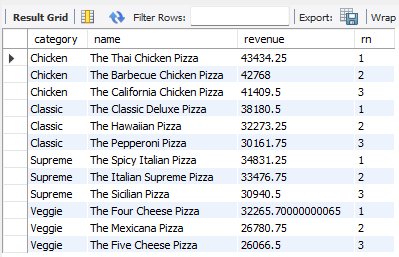 Result Grid Filter Rows: Export: Wrap
category name revenue rn
Chicken The Thai Chicken Pizza 43434.25 1
Chicken The Barbecue Chicken Pizza 42768 2
Chicken The California Chicken Pizza 41409.5 3
Classic The Classic Deluxe Pizza 38180.5 1
Classic The Hawaiian Pizza 32273.25 2
Classic The Pepperoni Pizza 30161.75 3
Supreme The Spicy Italian Pizza 34831.25 1
Supreme The Italian Supreme Pizza 33476.75 2
Supreme The Sicilian Pizza 30940.5 3
Veggie The Four Cheese Pizza 32265.70000000065 1
Veggie The Mexicana Pizza 26780.75 2
Veggie The Five Cheese Pizza 26066.5 3